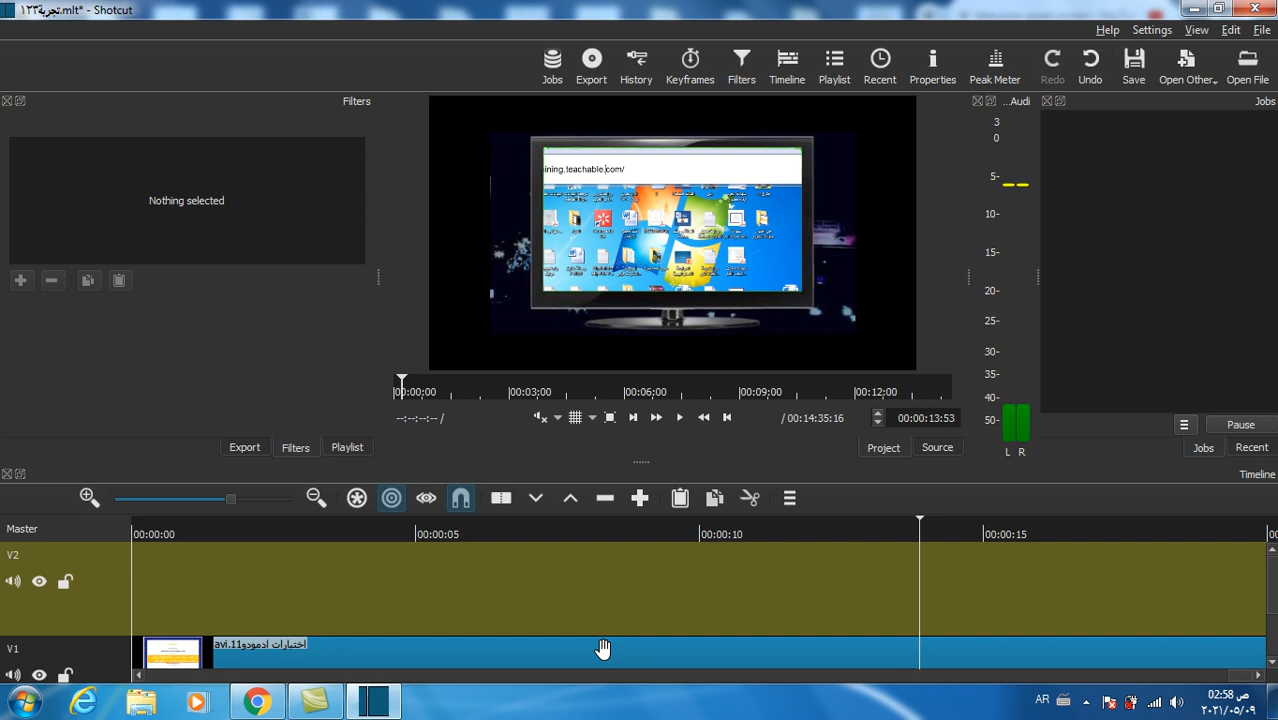 تجربة١٢٣.mlt* - Shotcut
Help Settings View Edit File
Jobs Export History Keyframes Filters Timeline Playlist Recent Properties Peak Meter Redo Undo Save Open Other... Open File
Filters
...Audi
Jobs
Nothing selected
ining.teachable.com/
3
0
5-
10-
15-
20-
25-
30-
35-
40-
50-
L R
00:00;00 00:03;00 00:06;00 00:09;00 00:12;00
--:--:--:-- / / 00:14:35:16 00:00:13:53
Pause
Export Filters Playlist
Project Source
Jobs Recent
Timeline
Master
00:00:00 00:00:05 00:00:10 00:00:15
V2
V1
اختبارات ادمودو11.avi
AR
02:58 ص
٢٠٢١/٠٥/٠٩